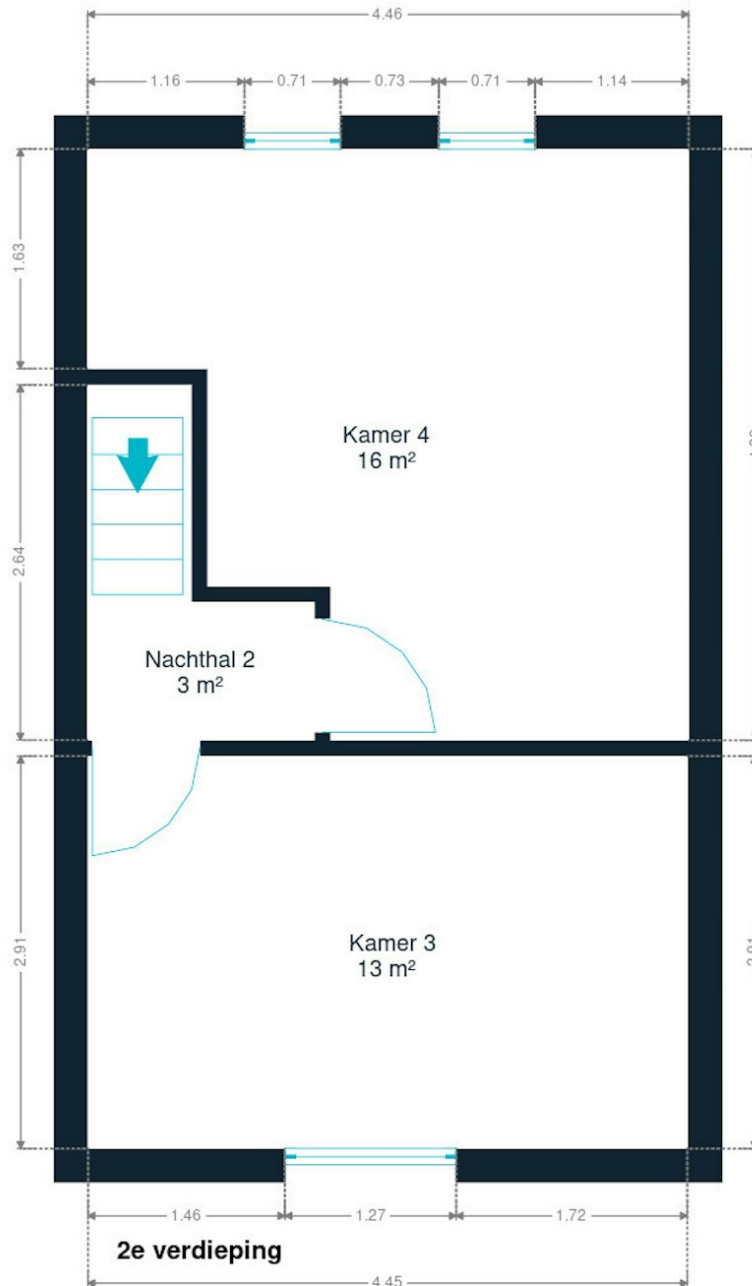 4.46
1.16 0.71 0.73 0.71 1.14
1.63
Kamer 4
16 m²
2.64
Nachthal 2
3 m²
2.91
Kamer 3
13 m²
1.46 1.27 1.72
2e verdieping
4.45